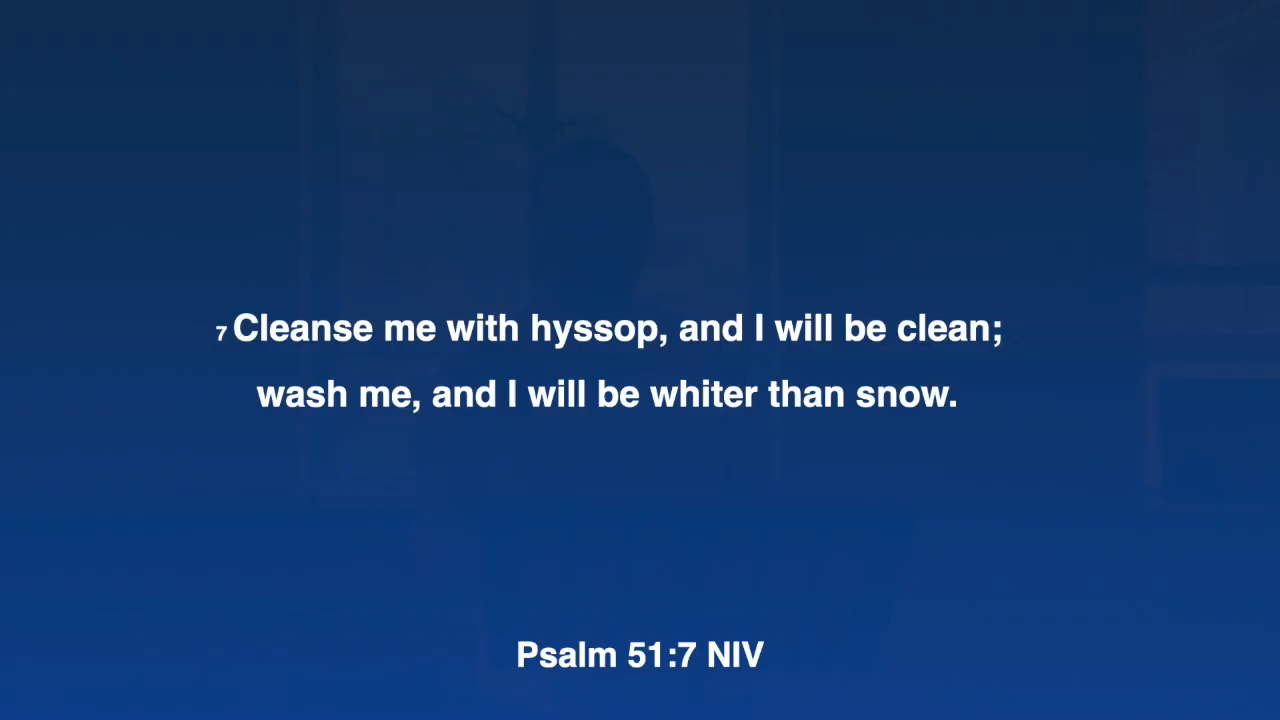 7 Cleanse me with hyssop, and I will be clean;
wash me, and I will be whiter than snow.
Psalm 51:7 NIV